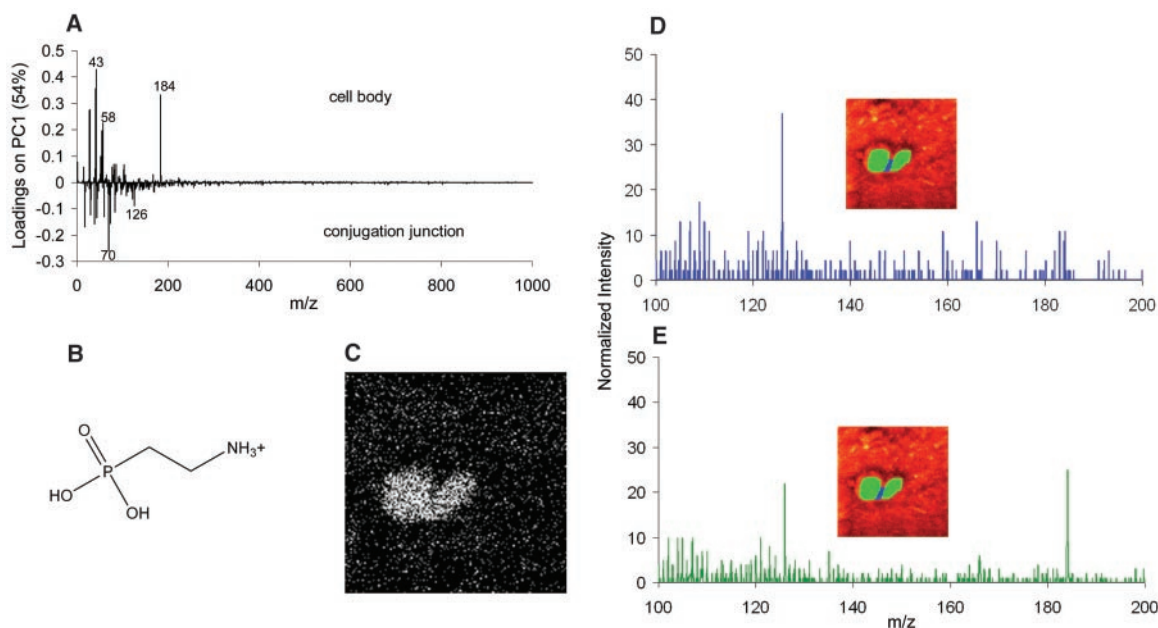 A
Loadings on PC1 (54%)
0.5
0.4
0.3
0.2
0.1
0
-0.1
-0.2
-0.3
43
184
58
cell body
126
conjugation junction
70
0 200 400 600 800 1000
m/z
B
O
P
NH3+
HO
OH
C
D
Normalized Intensity
50
40
30
20
10
0
100 120 140 160 180 200
E
50
40
30
20
10
0
100 120 140 160 180 200
m/z